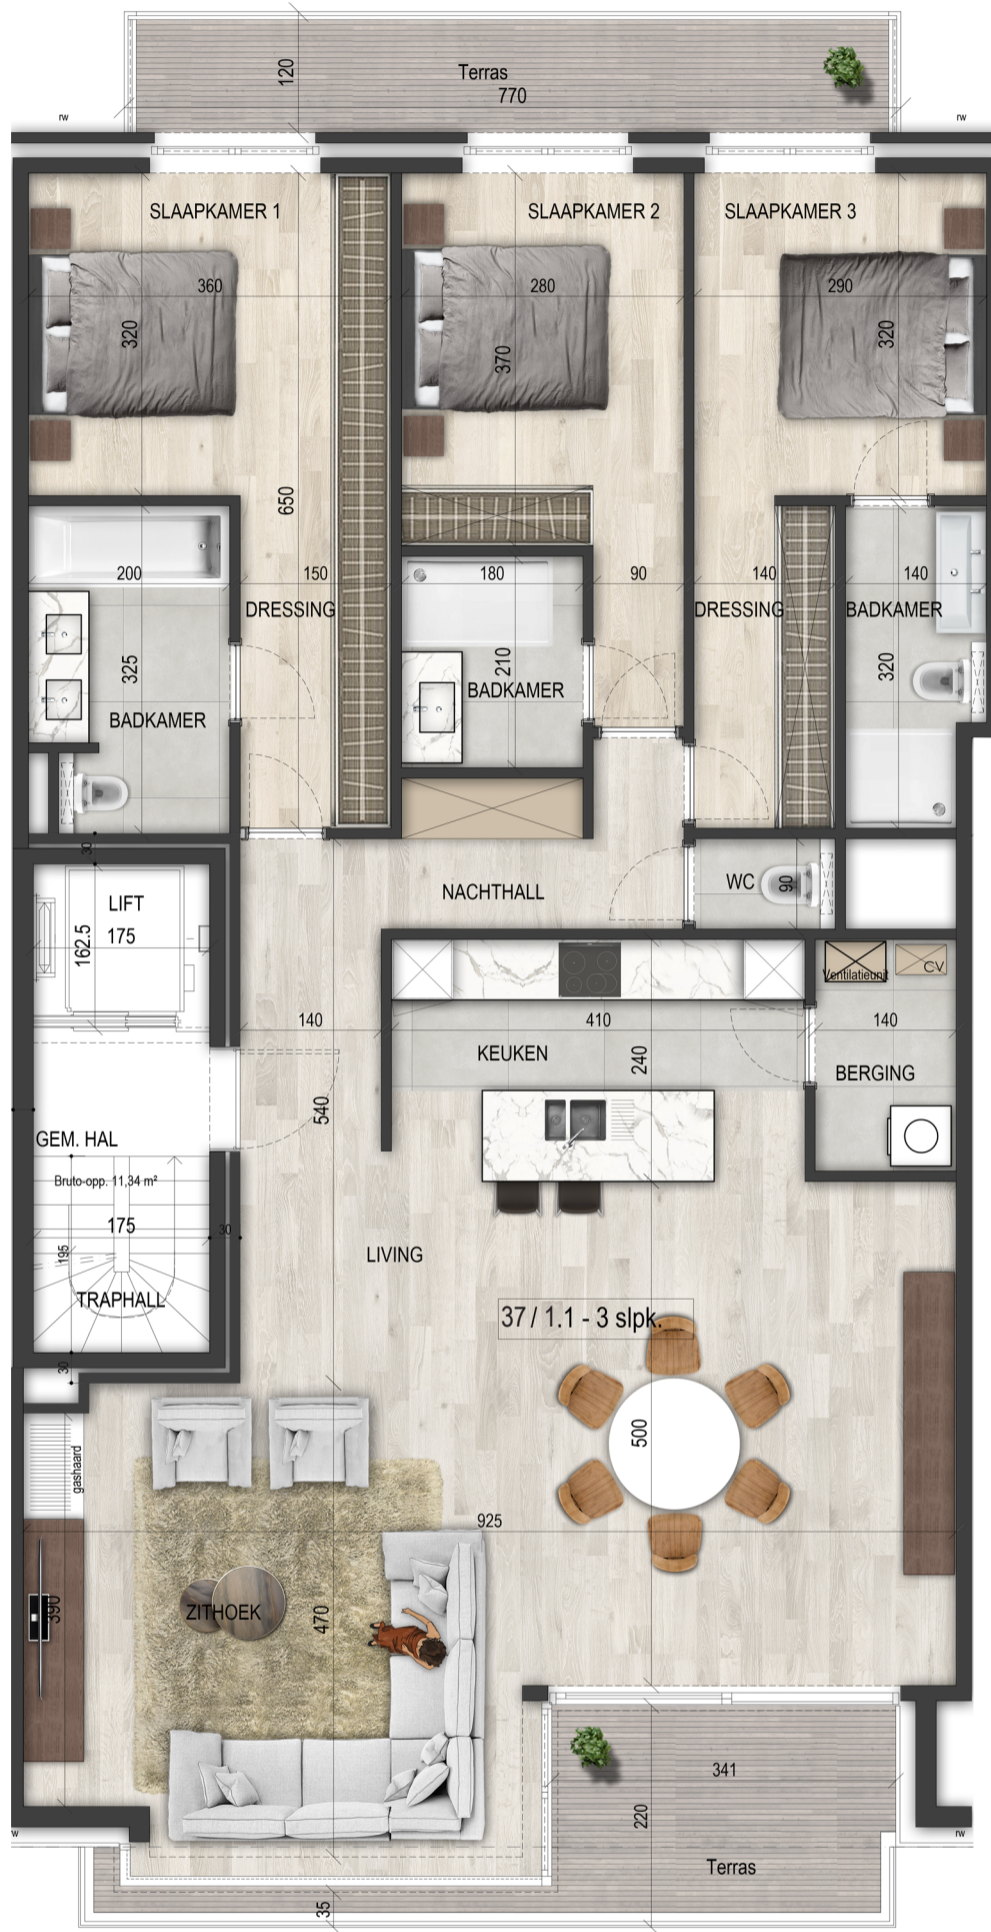 120
Terras
770
rw
rw
SLAAPKAMER 1
SLAAPKAMER 2
SLAAPKAMER 3
360
280
290
320
370
320
650
200
150
180
90
140
140
DRESSING
DRESSING
BADKAMER
325
210
320
BADKAMER
BADKAMER
30
LIFT
175
162.5
NACHTHALL
WC
90
Ventilatieunit
CV
140
410
140
KEUKEN
240
BERGING
540
GEM. HAL
Bruto-opp. 11,34 m²
175
30
195
LIVING
TRAPHALL
37 / 1.1 - 3 slpk.
30
gashaard
500
925
390
ZITHOEK
470
341
220
rw
rw
Terras
35